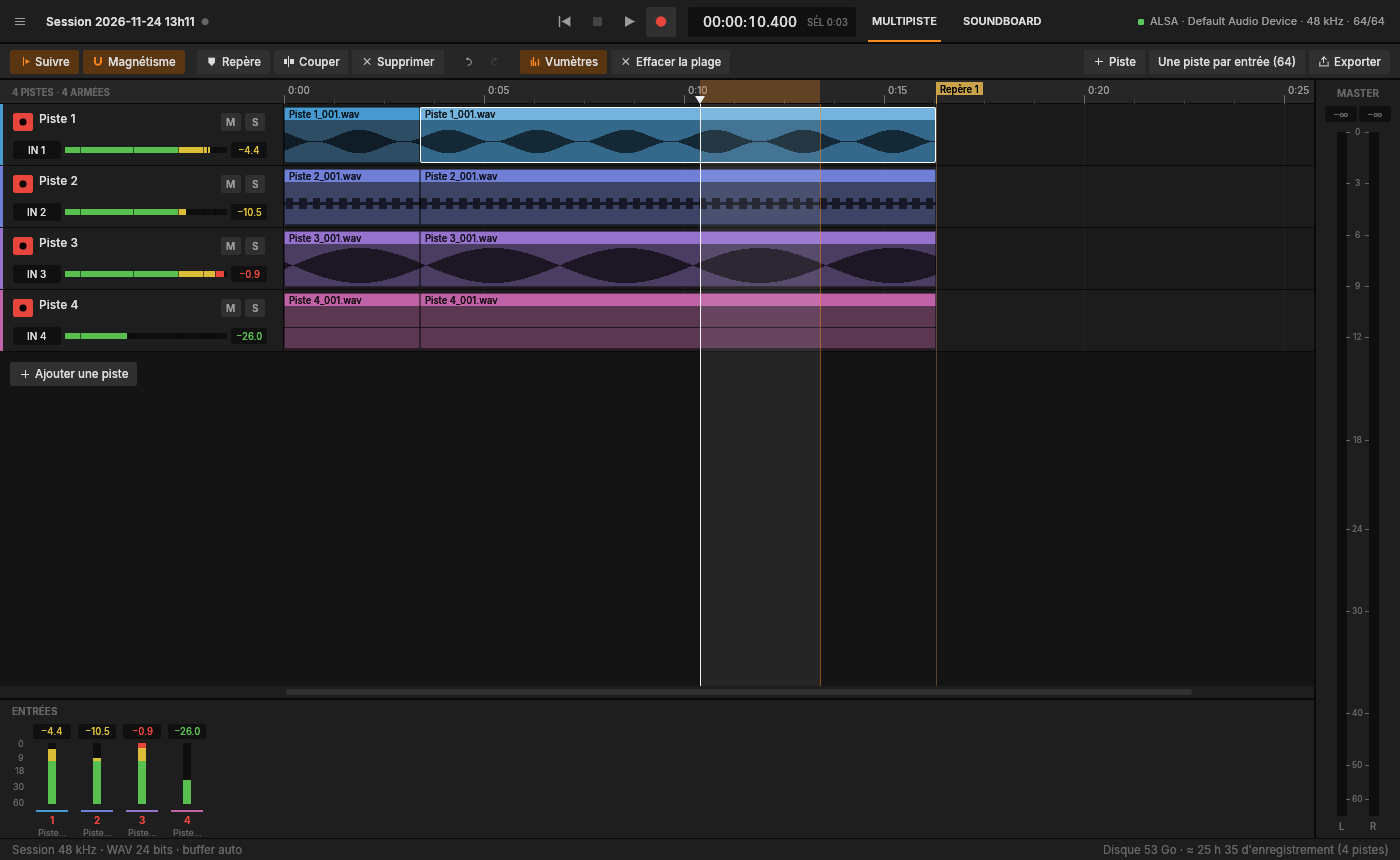 Session 2026-11-24 13h11
00:00:10.400 SÉL 0:03
MULTIPISTE SOUNDBOARD
ALSA · Default Audio Device · 48 kHz · 64/64
Suivre Magnétisme Repère Couper Supprimer Vumètres Effacer la plage + Piste Une piste par entrée (64) Exporter
4 PISTES · 4 ARMÉES
0:00 0:05 0:10 0:15 Repère 1 0:20 0:25
MASTER
−∞ −∞
Piste 1 M S
IN 1 −4.4
Piste 1_001.wav Piste 1_001.wav
Piste 2 M S
IN 2 −10.5
Piste 2_001.wav Piste 2_001.wav
Piste 3 M S
IN 3 −0.9
Piste 3_001.wav Piste 3_001.wav
Piste 4 M S
IN 4 −26.0
Piste 4_001.wav Piste 4_001.wav
+ Ajouter une piste
0
3
6
9
12
18
24
30
40
50
60
L R
ENTRÉES
−4.4 −10.5 −0.9 −26.0
0
9
18
30
60
1 2 3 4
Piste... Piste... Piste... Piste...
Session 48 kHz · WAV 24 bits · buffer auto
Disque 53 Go · ≈ 25 h 35 d'enregistrement (4 pistes)